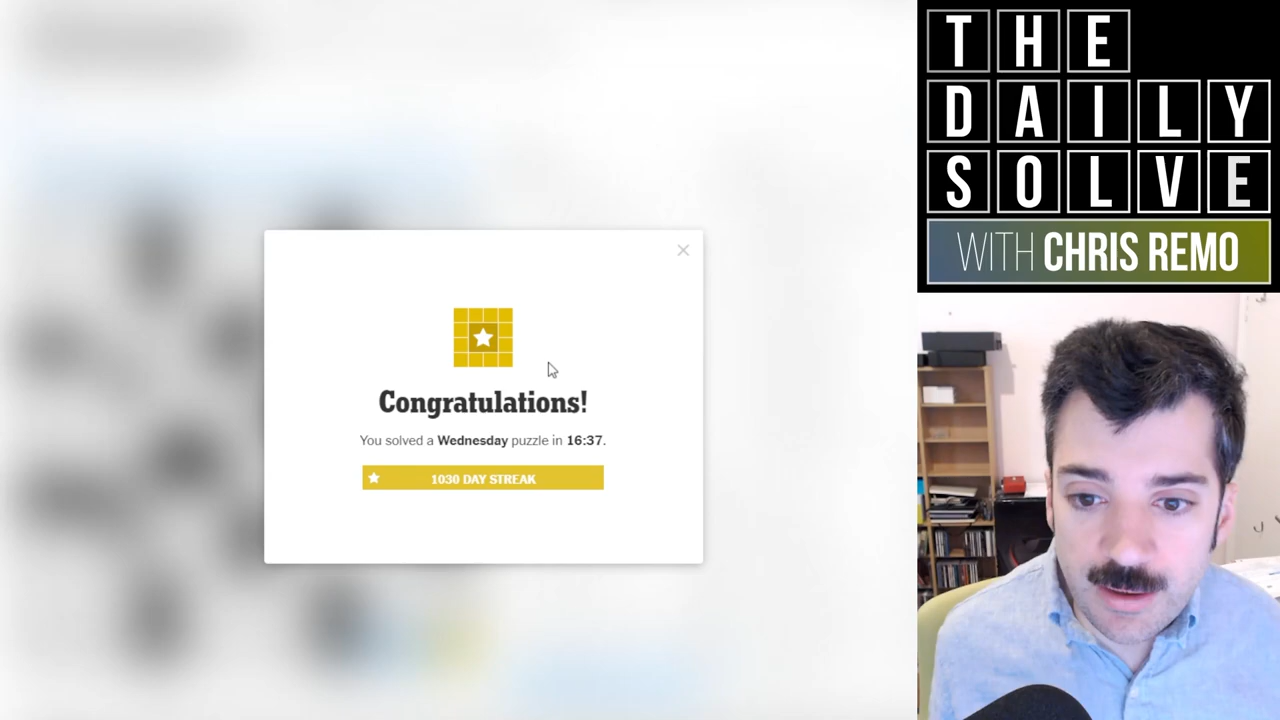 THE
DAILY
SOLVE
WITH CHRIS REMO
Congratulations!
You solved a Wednesday puzzle in 16:37.
1030 DAY STREAK